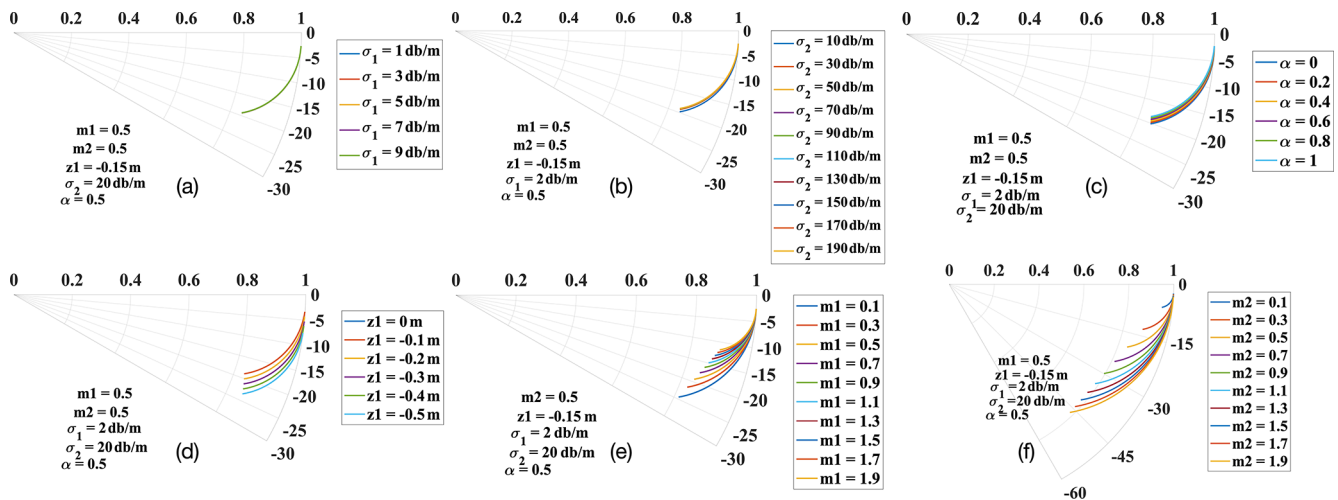 0 0.2 0.4 0.6 0.8 1
0
-5
-10
-15
-20
-25
-30
m1 = 0.5
m2 = 0.5
z1 = -0.15 m
σ2 = 20 db/m
α = 0.5
(a)
σ1 = 1 db/m
σ1 = 3 db/m
σ1 = 5 db/m
σ1 = 7 db/m
σ1 = 9 db/m
0 0.2 0.4 0.6 0.8 1
0
-5
-10
-15
-20
-25
-30
m1 = 0.5
m2 = 0.5
z1 = -0.15 m
σ1 = 2 db/m
α = 0.5
(b)
σ2 = 10 db/m
σ2 = 30 db/m
σ2 = 50 db/m
σ2 = 70 db/m
σ2 = 90 db/m
σ2 = 110 db/m
σ2 = 130 db/m
σ2 = 150 db/m
σ2 = 170 db/m
σ2 = 190 db/m
0 0.2 0.4 0.6 0.8 1
0
-5
-10
-15
-20
-25
-30
m1 = 0.5
m2 = 0.5
z1 = -0.15 m
σ1 = 2 db/m
σ2 = 20 db/m
(c)
α = 0
α = 0.2
α = 0.4
α = 0.6
α = 0.8
α = 1
0 0.2 0.4 0.6 0.8 1
0
-5
-10
-15
-20
-25
-30
m1 = 0.5
m2 = 0.5
σ1 = 2 db/m
σ2 = 20 db/m
α = 0.5
(d)
z1 = 0 m
z1 = -0.1 m
z1 = -0.2 m
z1 = -0.3 m
z1 = -0.4 m
z1 = -0.5 m
0 0.2 0.4 0.6 0.8 1
0
-5
-10
-15
-20
-25
-30
m2 = 0.5
z1 = -0.15 m
σ1 = 2 db/m
σ2 = 20 db/m
α = 0.5
(e)
m1 = 0.1
m1 = 0.3
m1 = 0.5
m1 = 0.7
m1 = 0.9
m1 = 1.1
m1 = 1.3
m1 = 1.5
m1 = 1.7
m1 = 1.9
0 0.2 0.4 0.6 0.8 1
0
-15
-30
-45
-60
m1 = 0.5
z1 = -0.15 m
σ1 = 2 db/m
σ2 = 20 db/m
α = 0.5
(f)
m2 = 0.1
m2 = 0.3
m2 = 0.5
m2 = 0.7
m2 = 0.9
m2 = 1.1
m2 = 1.3
m2 = 1.5
m2 = 1.7
m2 = 1.9